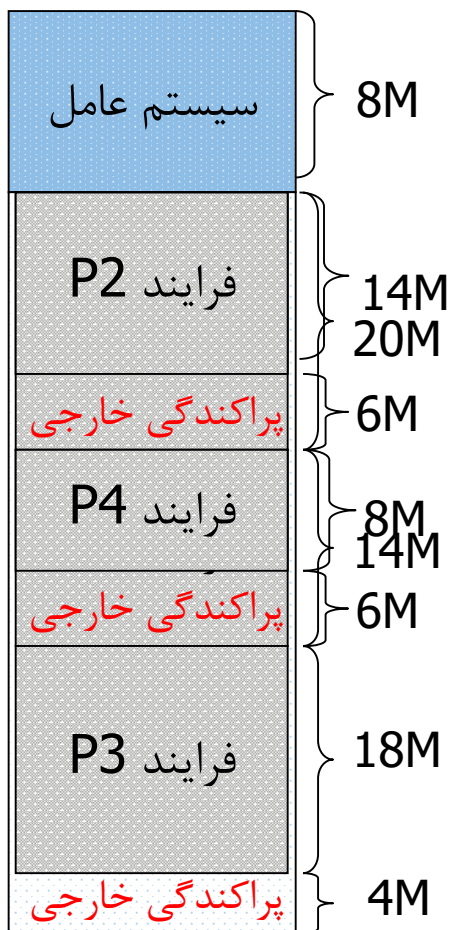 سیستم عامل
8M
فرایند P2
14M
20M
پراکندگی خارجی
6M
فرایند P4
8M
14M
پراکندگی خارجی
6M
فرایند P3
18M
پراکندگی خارجی
4M